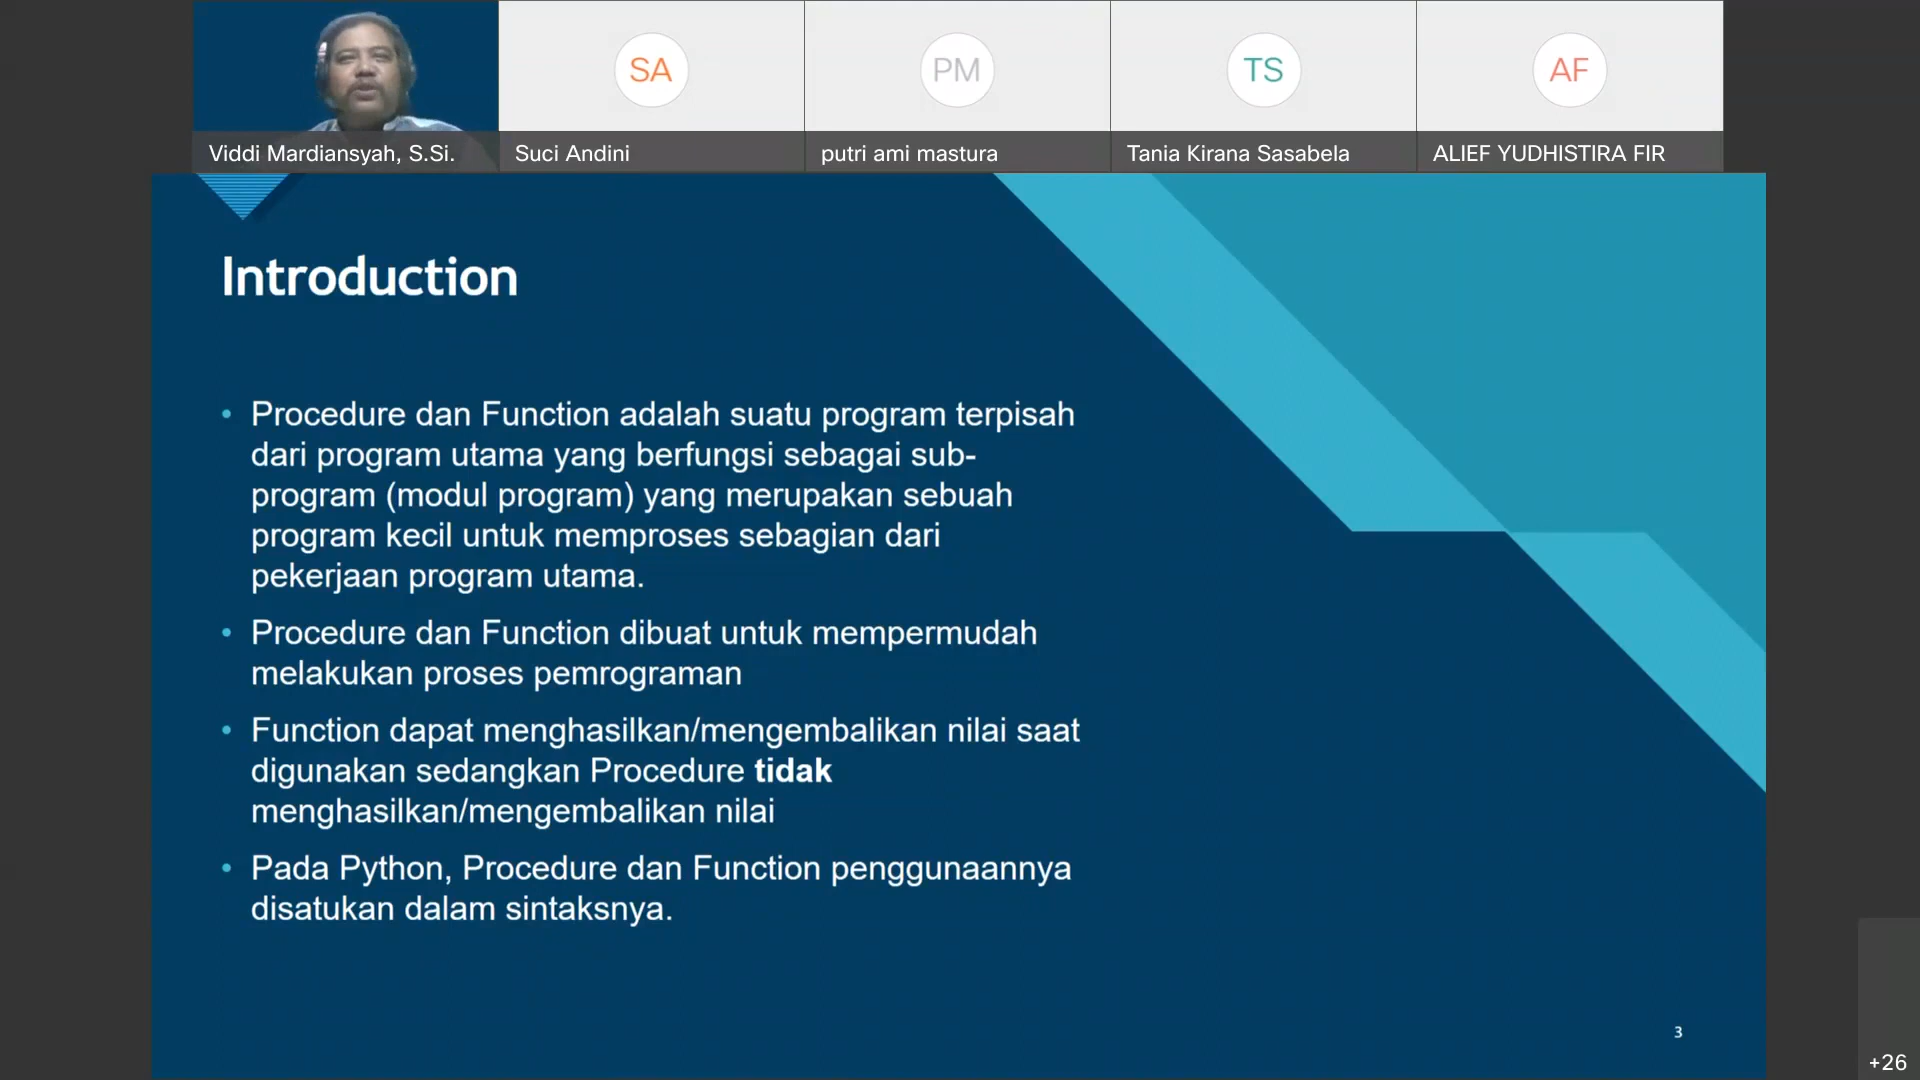 SA
PM
TS
AF
Viddi Mardiansyah, S.Si.
Suci Andini
putri ami mastura
Tania Kirana Sasabela
ALIEF YUDHISTIRA FIR
Introduction
• Procedure dan Function adalah suatu program terpisah
dari program utama yang berfungsi sebagai sub-
program (modul program) yang merupakan sebuah
program kecil untuk memproses sebagian dari
pekerjaan program utama.
• Procedure dan Function dibuat untuk mempermudah
melakukan proses pemrograman
• Function dapat menghasilkan/mengembalikan nilai saat
digunakan sedangkan Procedure tidak
menghasilkan/mengembalikan nilai
• Pada Python, Procedure dan Function penggunaannya
disatukan dalam sintaksnya.
3
+26